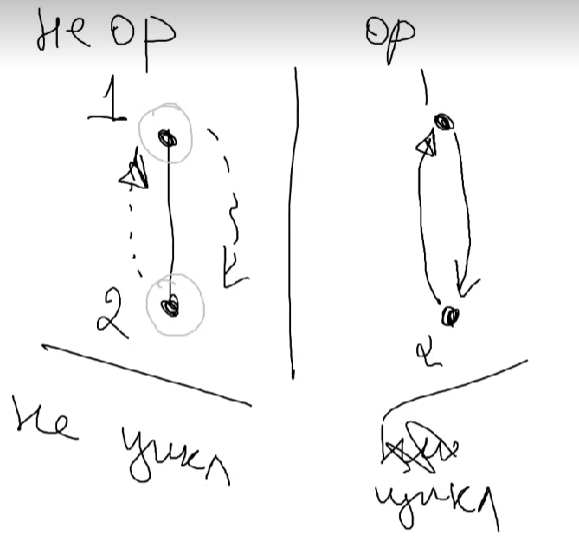 не ор
ор
1
1
2
2
не цикл
цикл